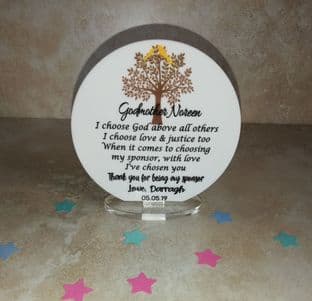 Godmother Noreen
I choose God above all others
I choose love & justice too
When it comes to choosing
my sponsor, with love
I've chosen you
Thank you for being my sponsor
Love, Darragh
05.05.19